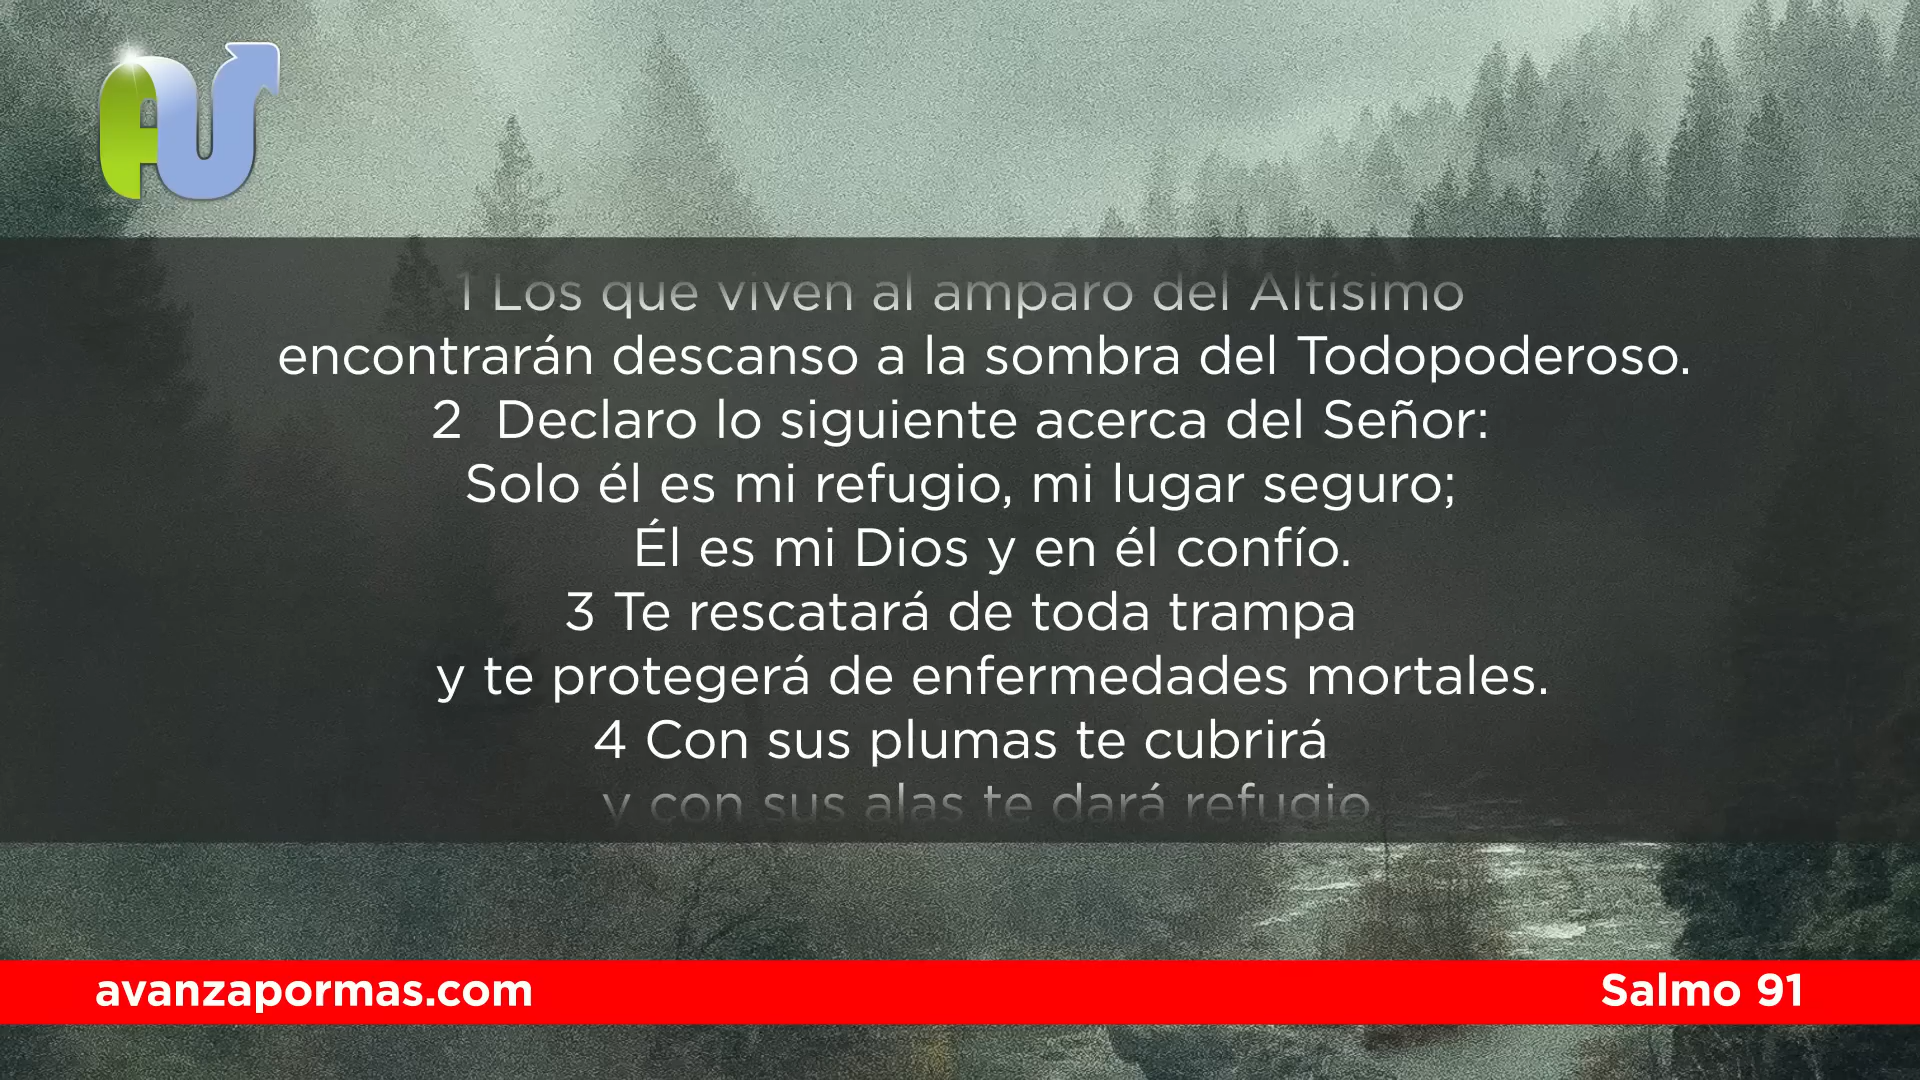 1 Los que viven al amparo del Altísimo
encontrarán descanso a la sombra del Todopoderoso.
2 Declaro lo siguiente acerca del Señor:
Solo él es mi refugio, mi lugar seguro;
Él es mi Dios y en él confío.
3 Te rescatará de toda trampa
y te protegerá de enfermedades mortales.
4 Con sus plumas te cubrirá
y con sus alas te dará refugio.
avanzapormas.com
Salmo 91